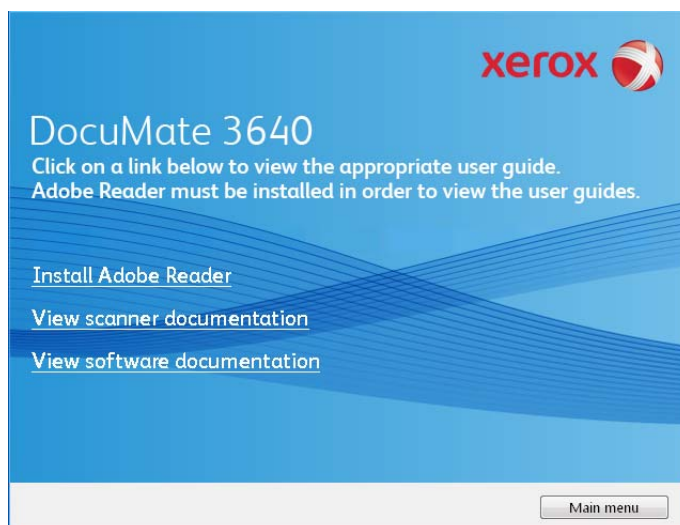 xerox
DocuMate 3640
Click on a link below to view the appropriate user guide.
Adobe Reader must be installed in order to view the user guides.
Install Adobe Reader
View scanner documentation
View software documentation
Main menu